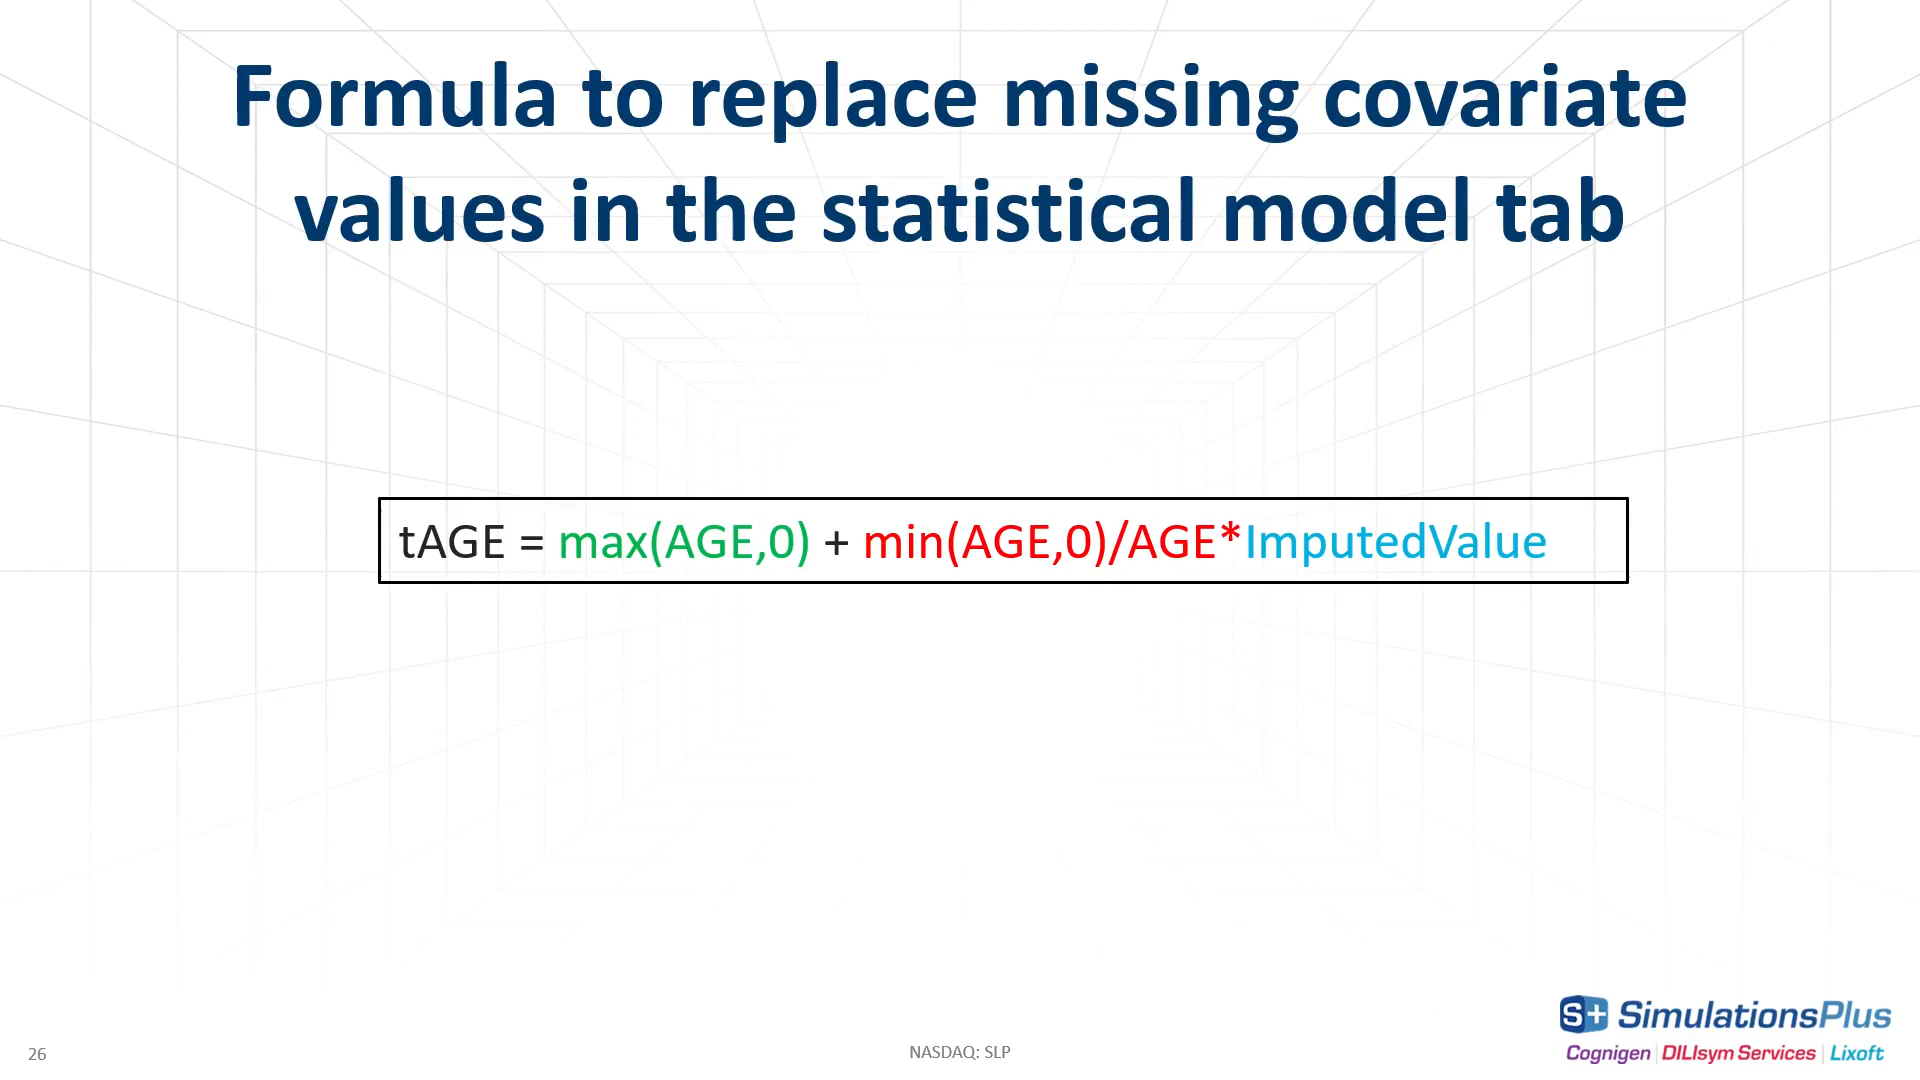 Formula to replace missing covariate
values in the statistical model tab
tAGE = max(AGE,0) + min(AGE,0)/AGE*ImputedValue
S+ SimulationsPlus
Cognigen | DILIsym Services | Lixoft
26
NASDAQ: SLP